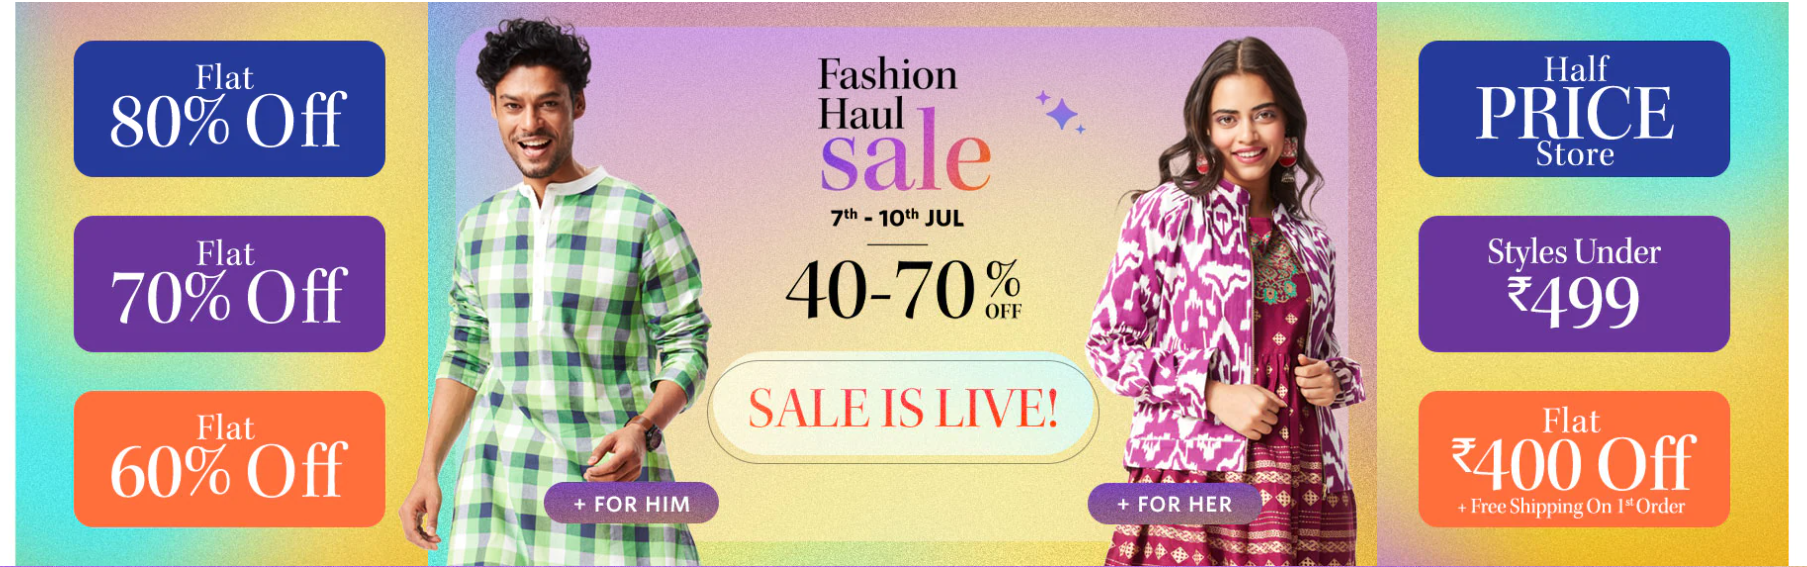 Flat
80% Off
Flat
70% Off
Flat
60% Off
Fashion
Haul
sale
7th - 10th JUL
40-70%
OFF
SALE IS LIVE!
+ FOR HIM
+ FOR HER
Half
PRICE
Store
Styles Under
₹499
Flat
₹400 Off
+ Free Shipping On 1st Order